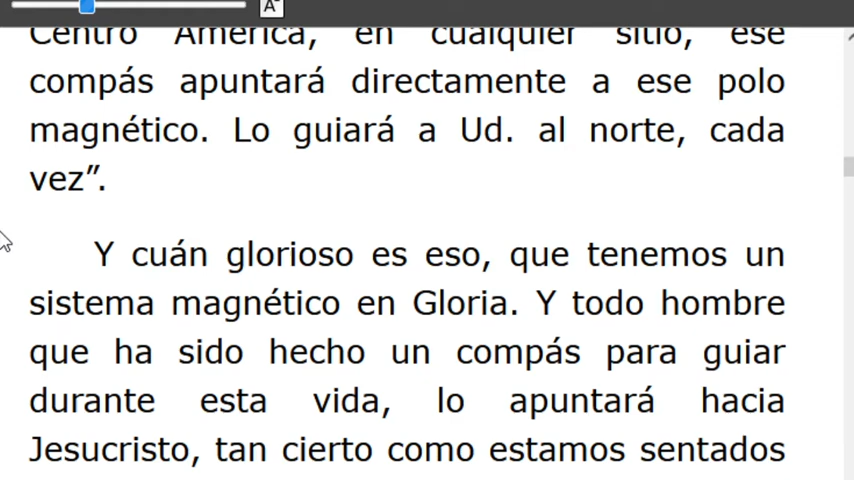 A
Centro América, en cualquier sitio, ese
compás apuntará directamente a ese polo
magnético. Lo guiará a Ud. al norte, cada
vez”.
Y cuán glorioso es eso, que tenemos un
sistema magnético en Gloria. Y todo hombre
que ha sido hecho un compás para guiar
durante esta vida, lo apuntará hacia
Jesucristo, tan cierto como estamos sentados